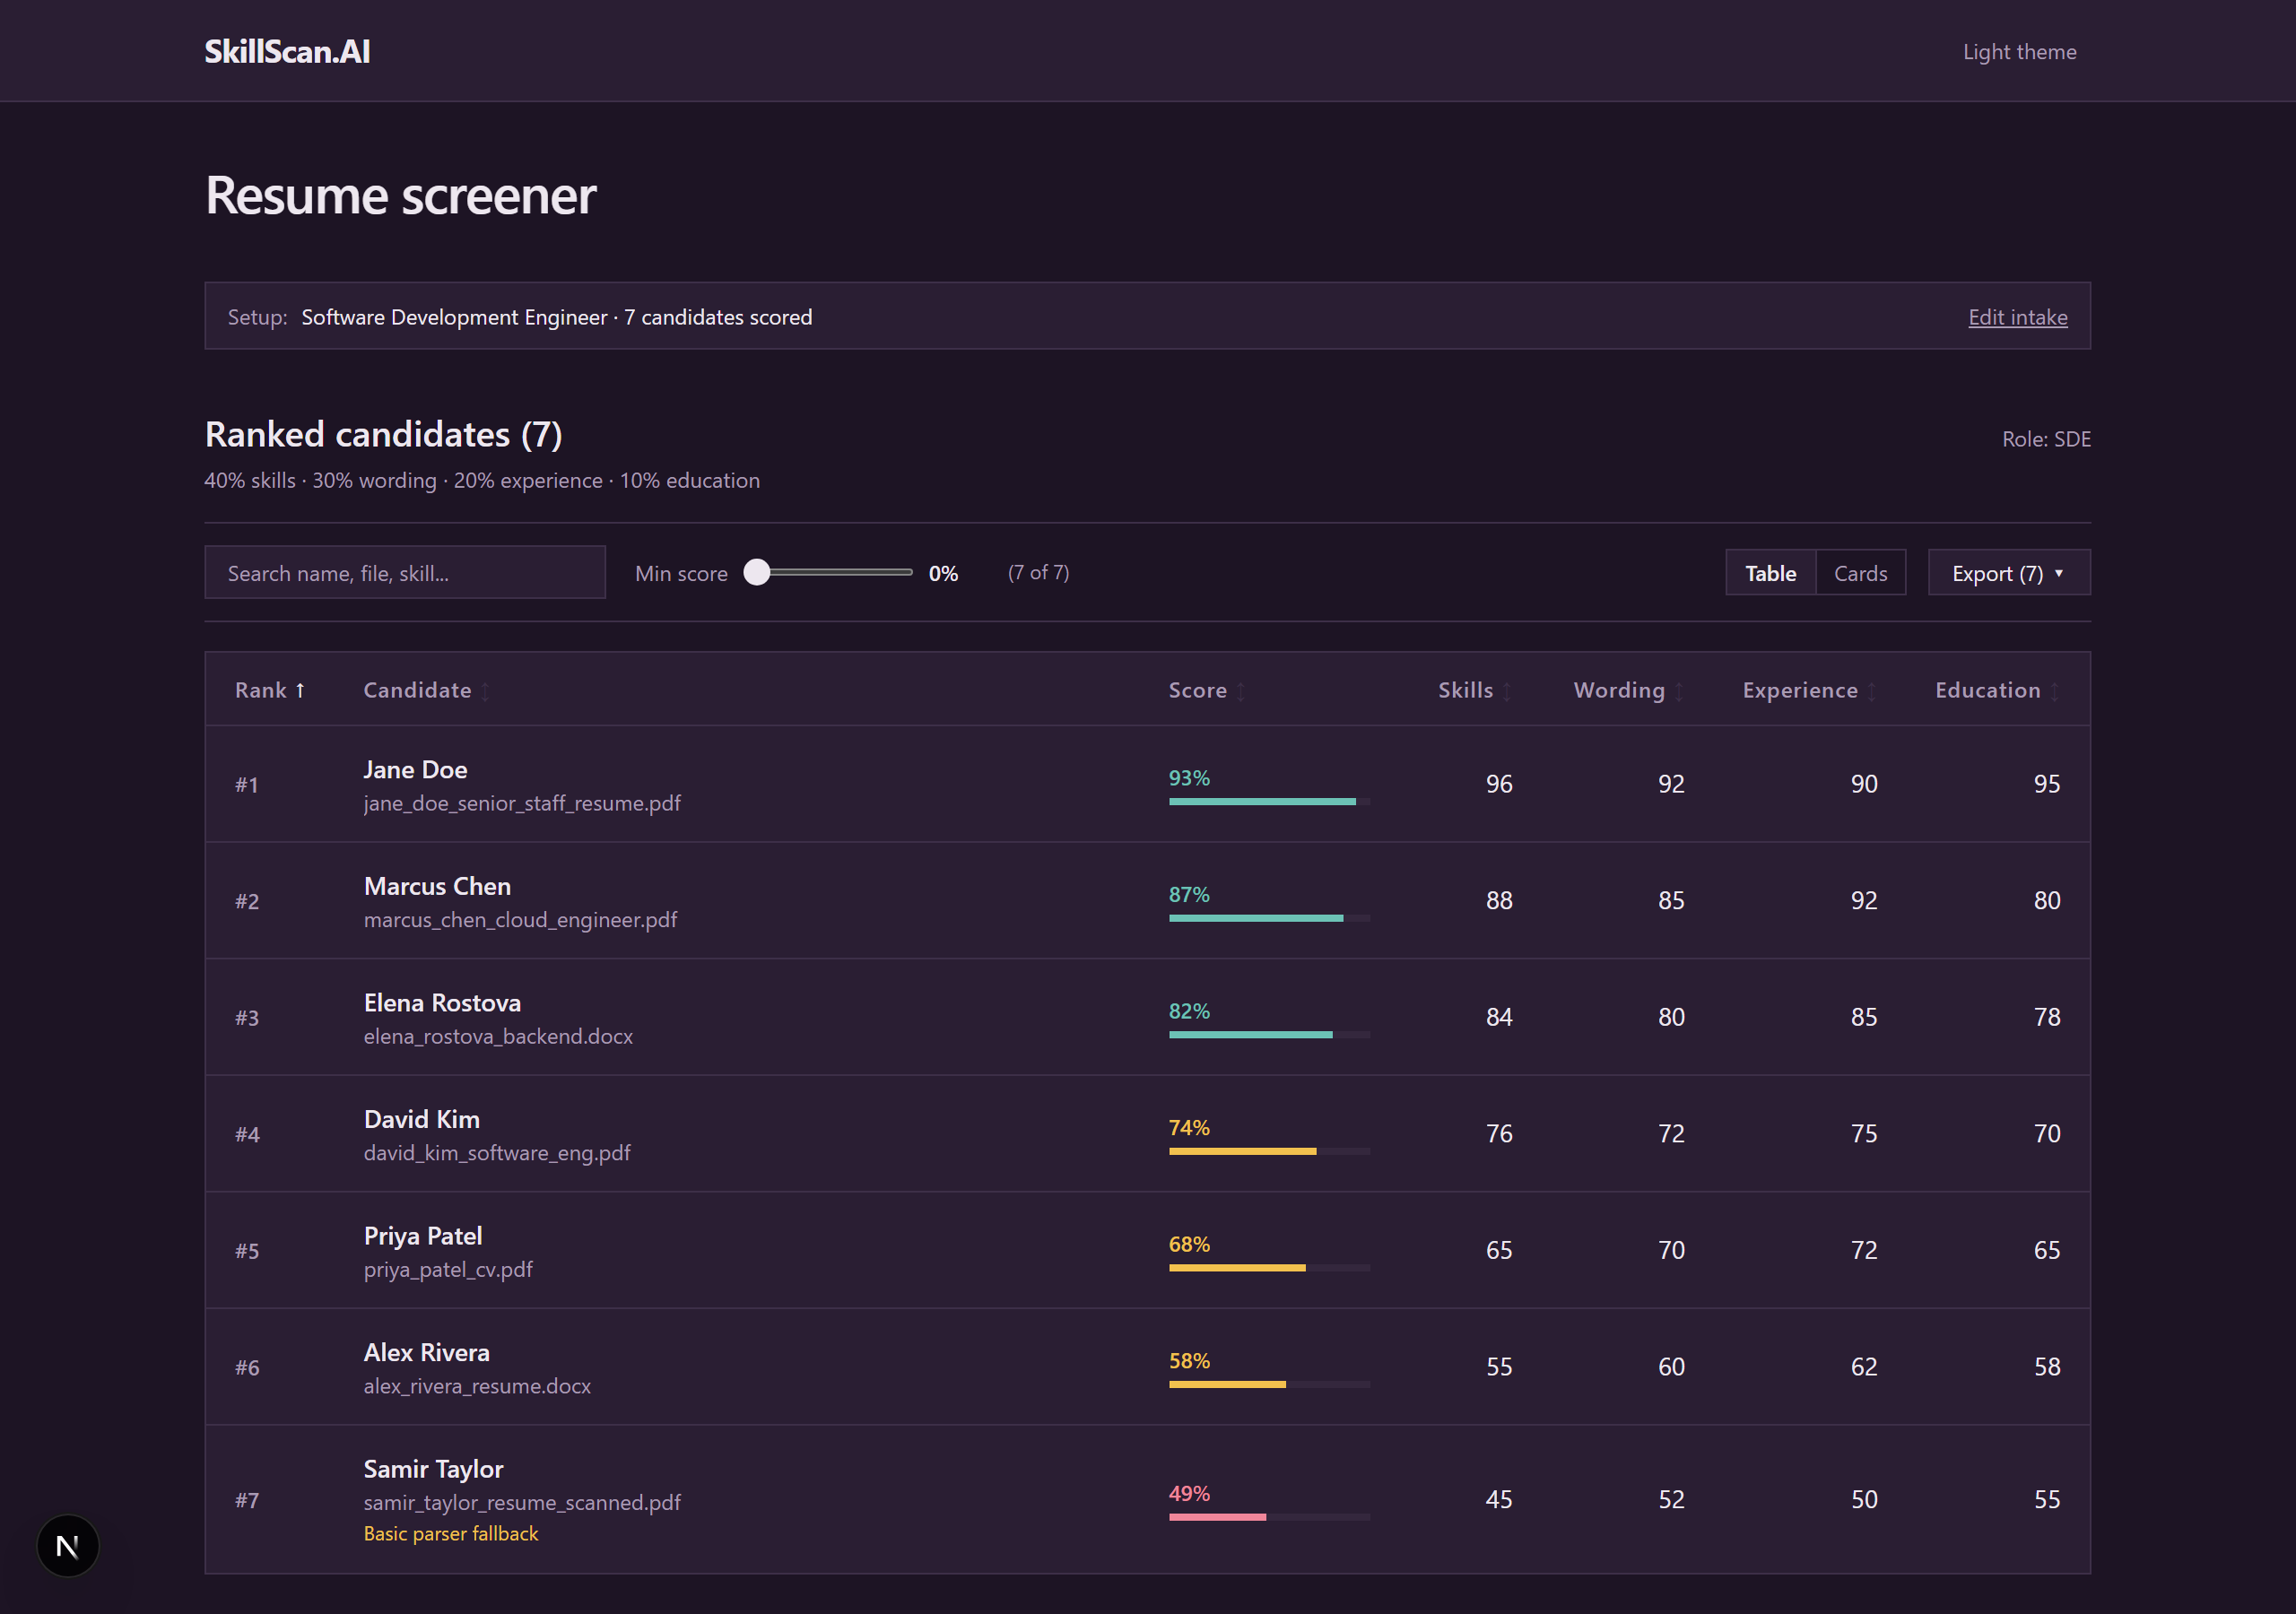 SkillScan.AI Light theme
Resume screener
Setup: Software Development Engineer · 7 candidates scored Edit intake
Ranked candidates (7) Role: SDE
40% skills · 30% wording · 20% experience · 10% education
Search name, file, skill... Min score 0% (7 of 7) Table Cards Export (7) ▼
Rank ↑ Candidate ↕ Score ↕ Skills ↕ Wording ↕ Experience ↕ Education ↕
#1 Jane Doe 93% 96 92 90 95
jane_doe_senior_staff_resume.pdf
#2 Marcus Chen 87% 88 85 92 80
marcus_chen_cloud_engineer.pdf
#3 Elena Rostova 82% 84 80 85 78
elena_rostova_backend.docx
#4 David Kim 74% 76 72 75 70
david_kim_software_eng.pdf
#5 Priya Patel 68% 65 70 72 65
priya_patel_cv.pdf
#6 Alex Rivera 58% 55 60 62 58
alex_rivera_resume.docx
#7 Samir Taylor 49% 45 52 50 55
samir_taylor_resume_scanned.pdf
Basic parser fallback
N